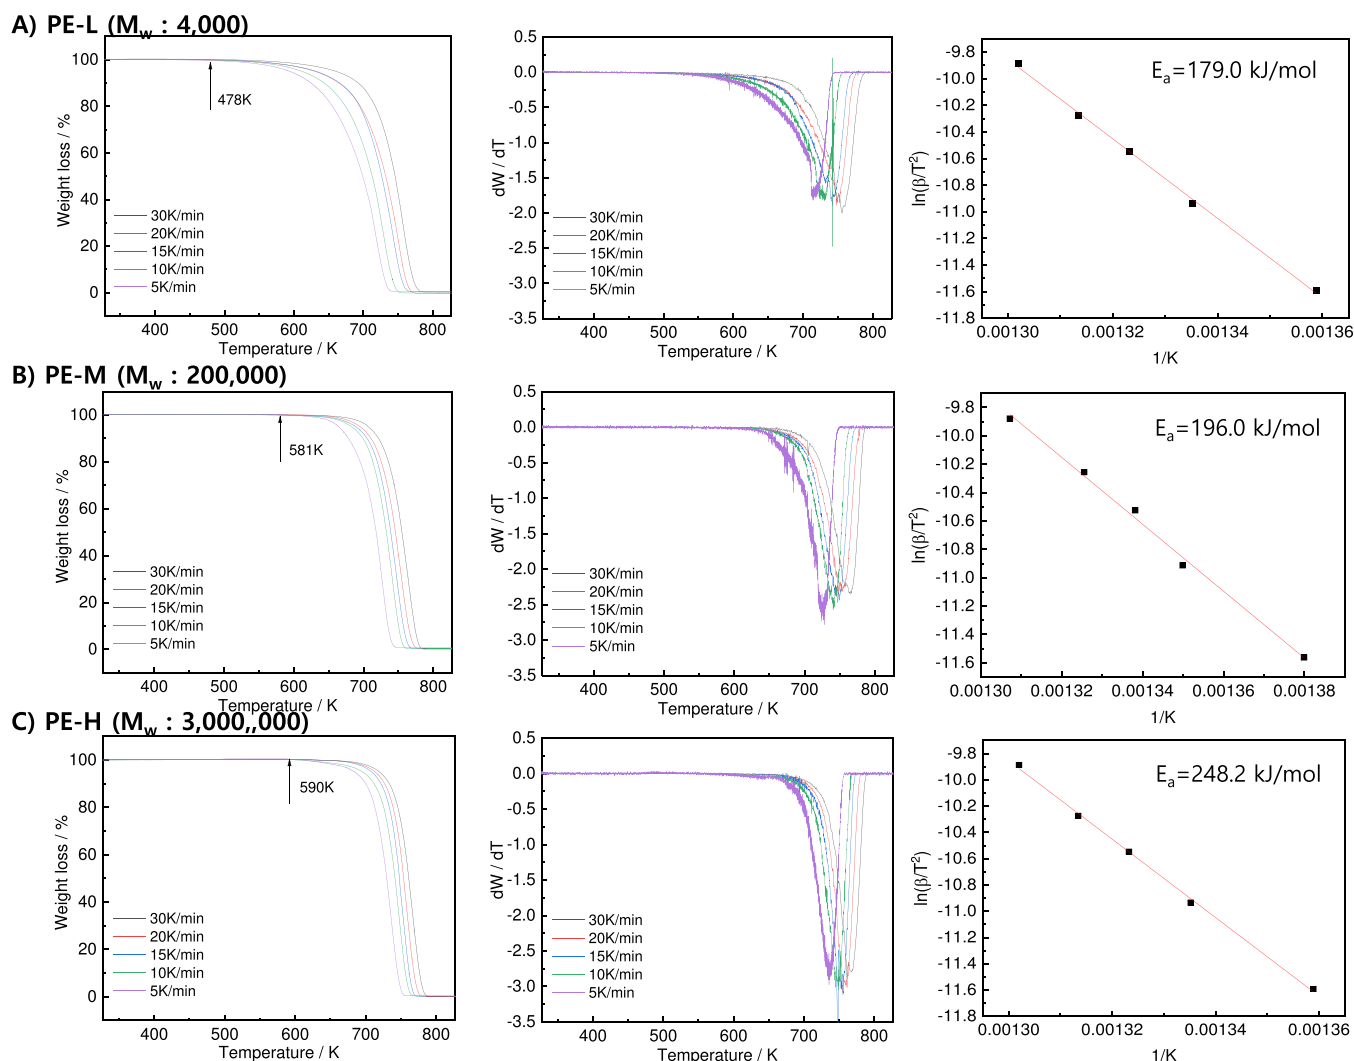 A) PE-L (Mw : 4,000)
100
80
60
40
20
0
Weight loss / %
478K
30K/min
20K/min
15K/min
10K/min
5K/min
400
500
600
700
800
Temperature / K
0.5
0.0
-0.5
-1.0
-1.5
-2.0
-2.5
-3.0
-3.5
dW / dT
30K/min
20K/min
15K/min
10K/min
5K/min
400
500
600
700
800
Temperature / K
-9.8
-10.0
-10.2
-10.4
-10.6
-10.8
-11.0
-11.2
-11.4
-11.6
-11.8
ln(β/T²)
Ea=179.0 kJ/mol
0.00130
0.00132
0.00134
0.00136
1/K
B) PE-M (Mw : 200,000)
100
80
60
40
20
0
Weight loss / %
581K
30K/min
20K/min
15K/min
10K/min
5K/min
400
500
600
700
800
Temperature / K
0.5
0.0
-0.5
-1.0
-1.5
-2.0
-2.5
-3.0
-3.5
dW / dT
30K/min
20K/min
15K/min
10K/min
5K/min
400
500
600
700
800
Temperature / K
-9.8
-10.0
-10.2
-10.4
-10.6
-10.8
-11.0
-11.2
-11.4
-11.6
ln(β/T²)
Ea=196.0 kJ/mol
0.00130
0.00132
0.00134
0.00136
0.00138
1/K
C) PE-H (Mw : 3,000,,000)
100
80
60
40
20
0
Weight loss / %
590K
30K/min
20K/min
15K/min
10K/min
5K/min
400
500
600
700
800
Temperature / K
0.5
0.0
-0.5
-1.0
-1.5
-2.0
-2.5
-3.0
-3.5
dW / dT
30K/min
20K/min
15K/min
10K/min
5K/min
400
500
600
700
800
Temperature / K
-9.8
-10.0
-10.2
-10.4
-10.6
-10.8
-11.0
-11.2
-11.4
-11.6
-11.8
ln(β/T²)
Ea=248.2 kJ/mol
0.00130
0.00132
0.00134
0.00136
1/K